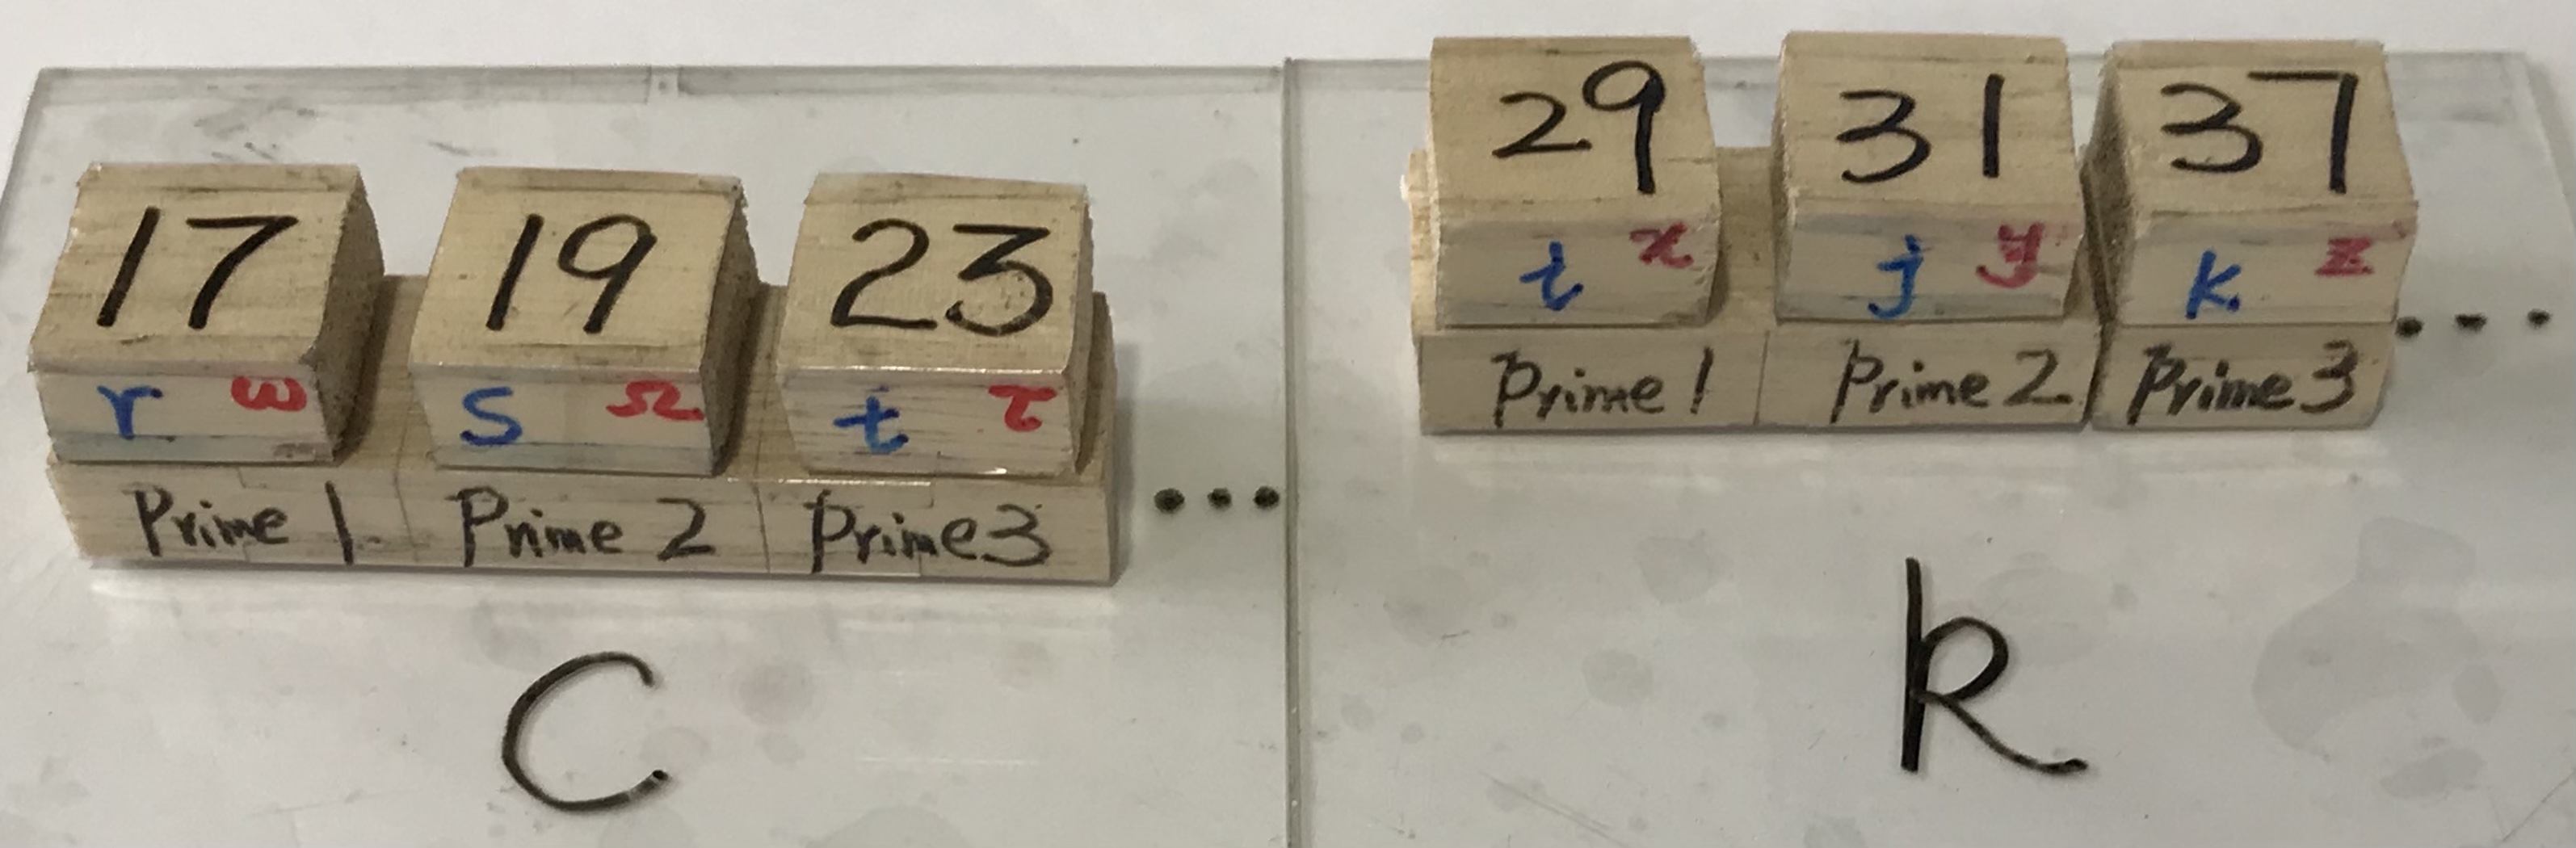 17 19 23
r ω s Ω t τ
Prime 1 Prime 2 Prime 3
...
C
29 31 37
i x j y k z
Prime 1 Prime 2 Prime 3
...
R